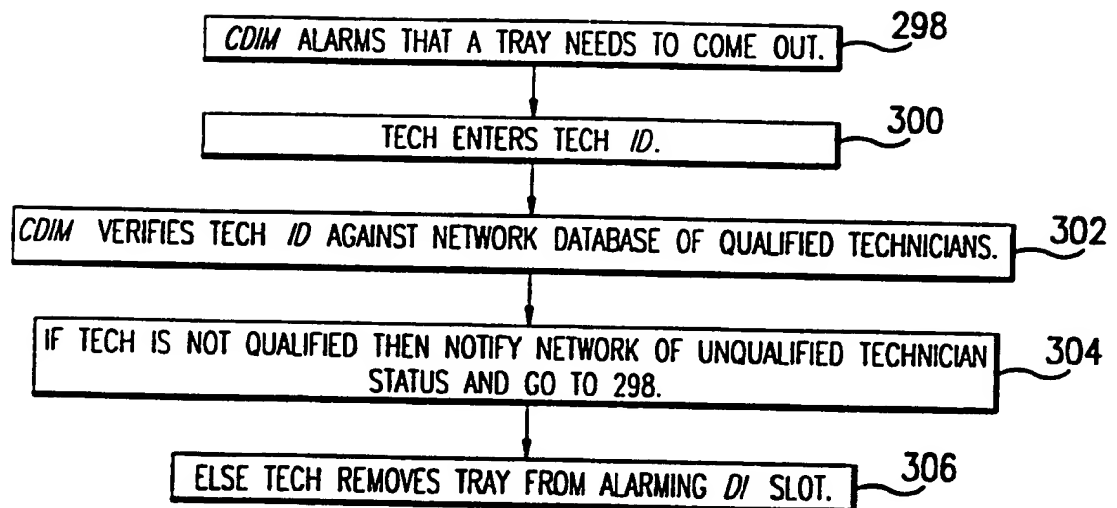 CDIM ALARMS THAT A TRAY NEEDS TO COME OUT.
298
TECH ENTERS TECH ID.
300
CDIM VERIFIES TECH ID AGAINST NETWORK DATABASE OF QUALIFIED TECHNICIANS.
302
IF TECH IS NOT QUALIFIED THEN NOTIFY NETWORK OF UNQUALIFIED TECHNICIAN
STATUS AND GO TO 298.
304
ELSE TECH REMOVES TRAY FROM ALARMING DI SLOT.
306